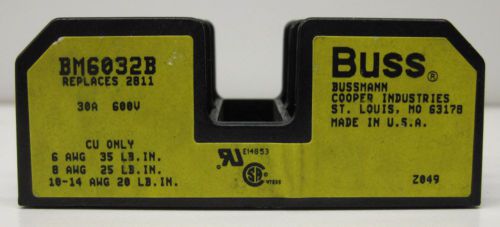 BM6032B
REPLACES 2811
30A 600V
CU ONLY
6 AWG 35 LB.IN.
8 AWG 25 LB.IN.
10-14 AWG 20 LB.IN.
E14853
Buss®
BUSSMANN
COOPER INDUSTRIES
ST. LOUIS, MO 63178
MADE IN U.S.A.
Z049